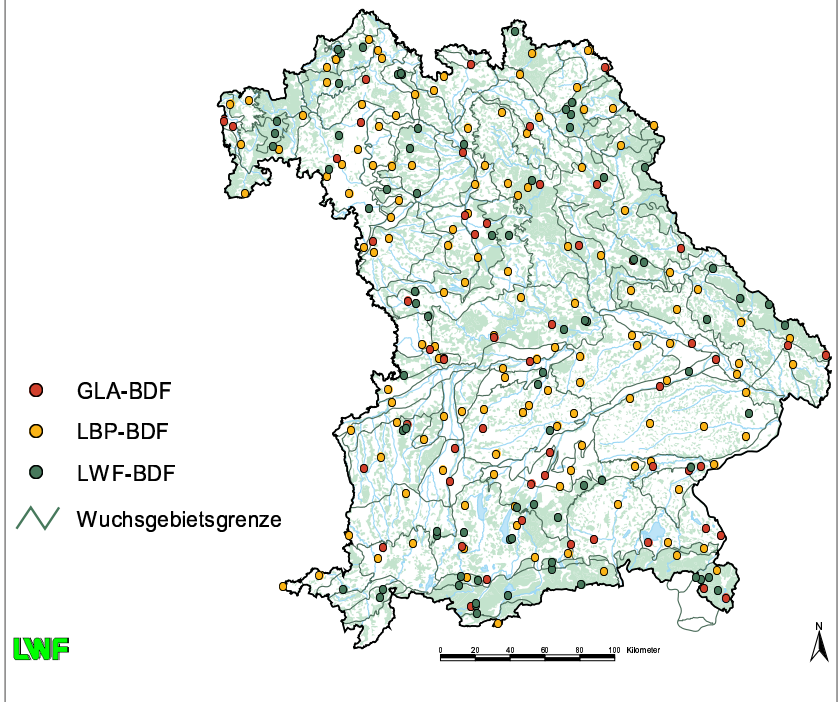 GLA-BDF
LBP-BDF
LWF-BDF
Wuchsgebietsgrenze
LWF
N
0 20 40 60 80 100 Kilometer